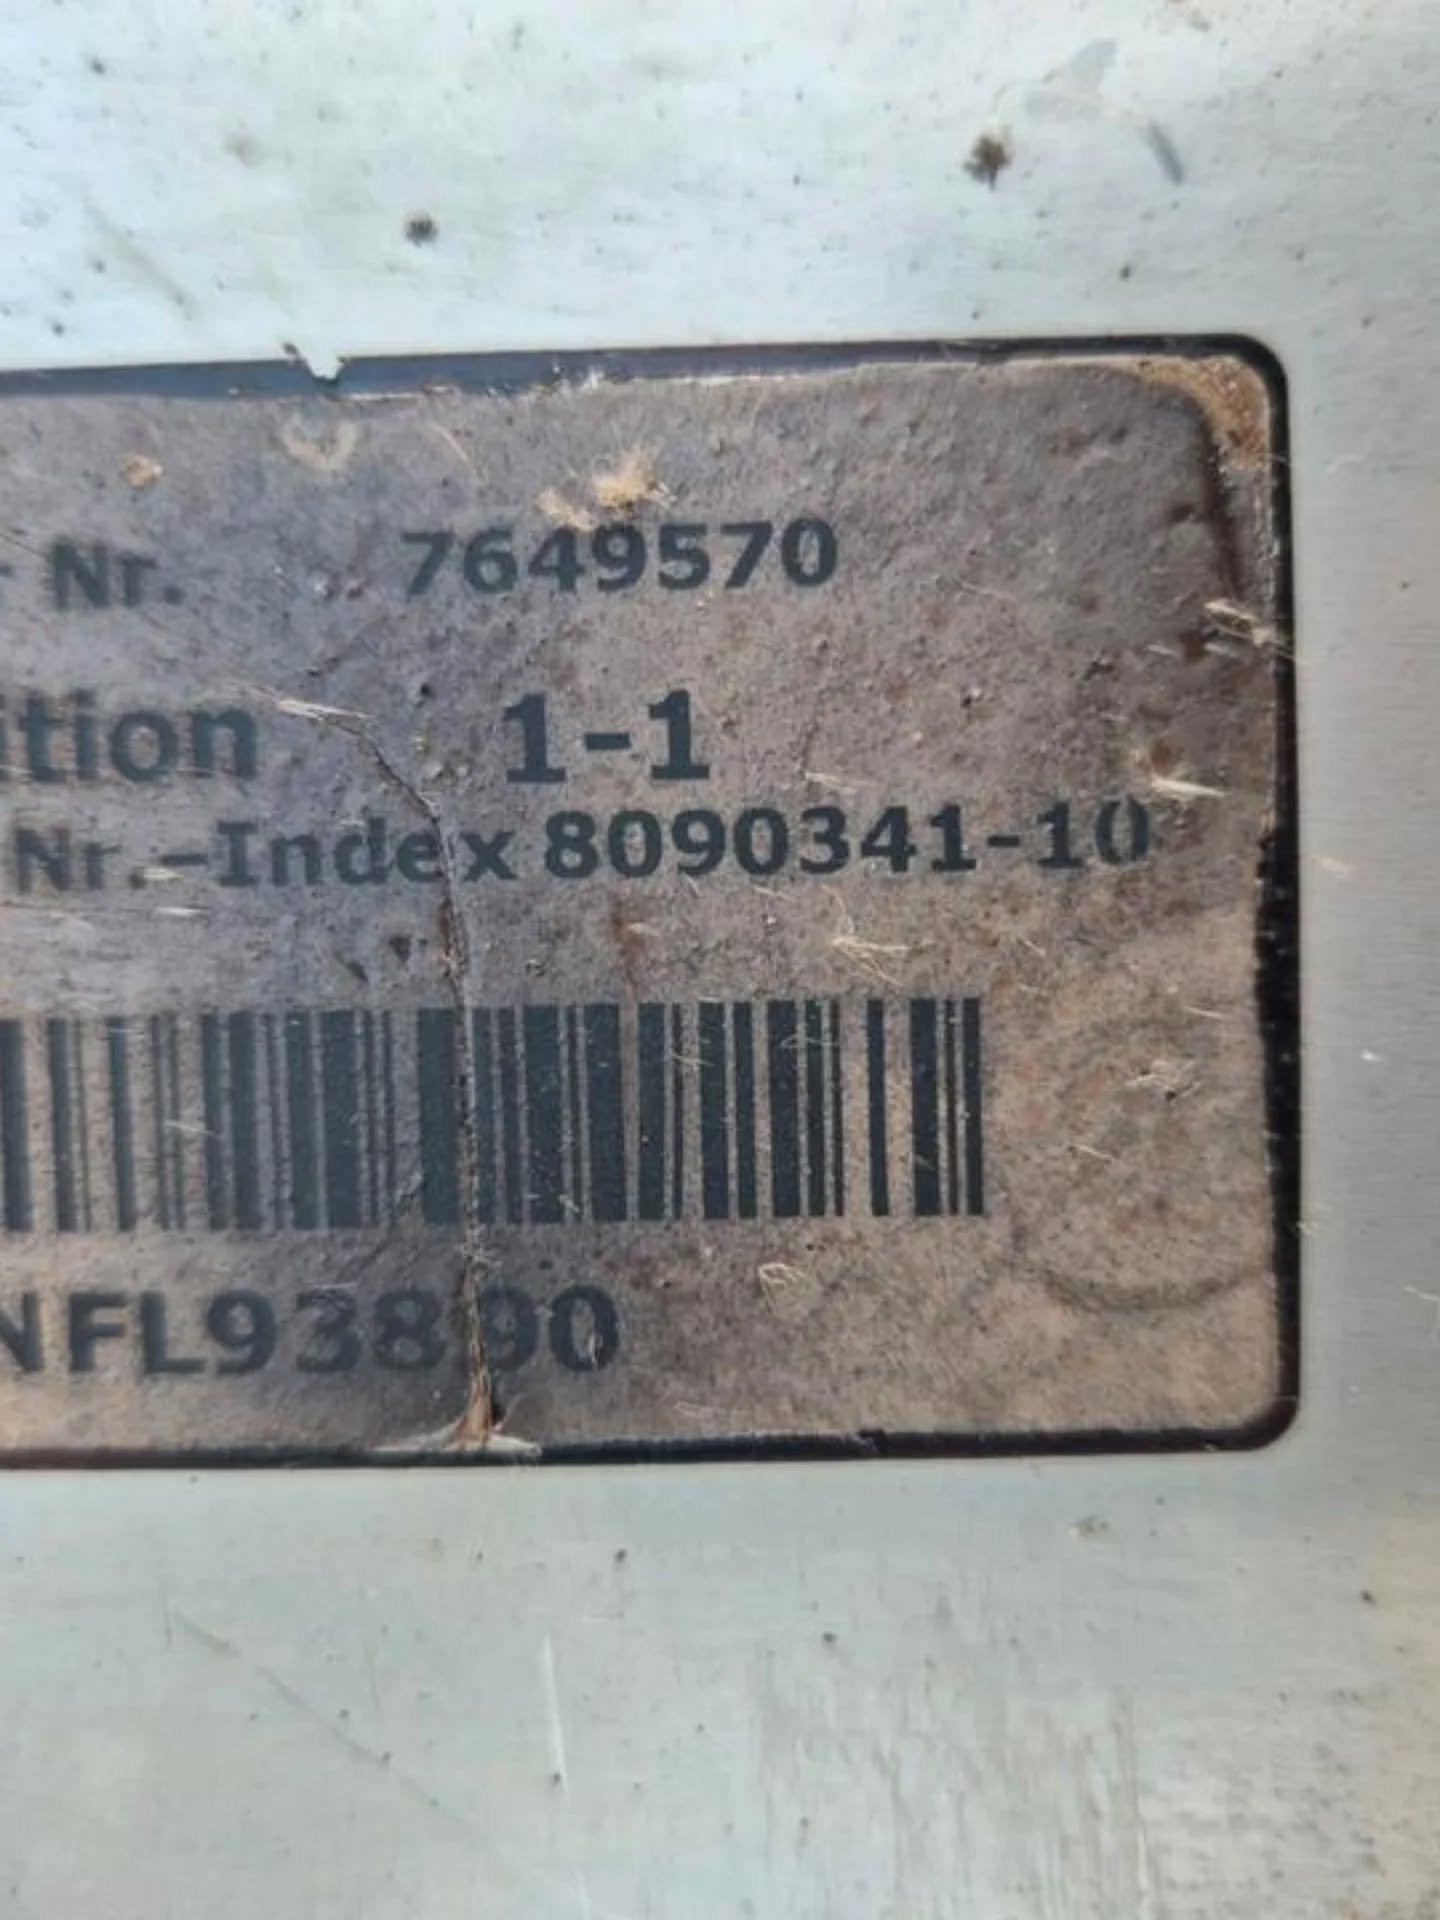 - Nr. 7649570
ition 1-1
Nr.-Index 8090341-10
NFL93890